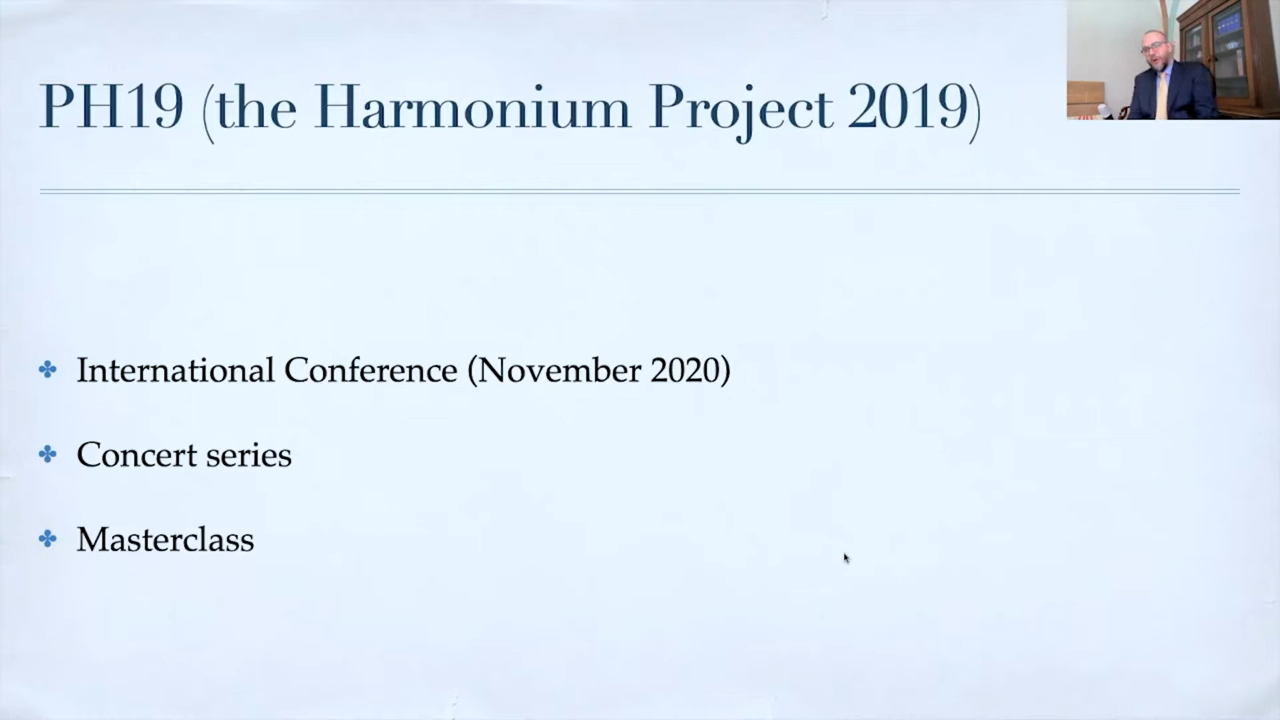 PH19 (the Harmonium Project 2019)
International Conference (November 2020)
Concert series
Masterclass